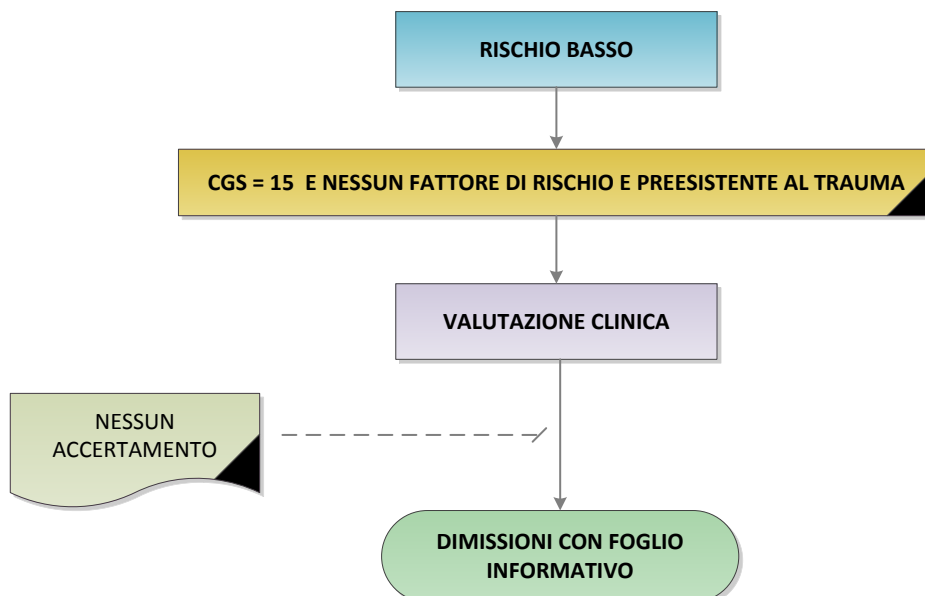 RISCHIO BASSO
CGS = 15 E NESSUN FATTORE DI RISCHIO E PREESISTENTE AL TRAUMA
VALUTAZIONE CLINICA
NESSUN
ACCERTAMENTO
DIMISSIONI CON FOGLIO
INFORMATIVO